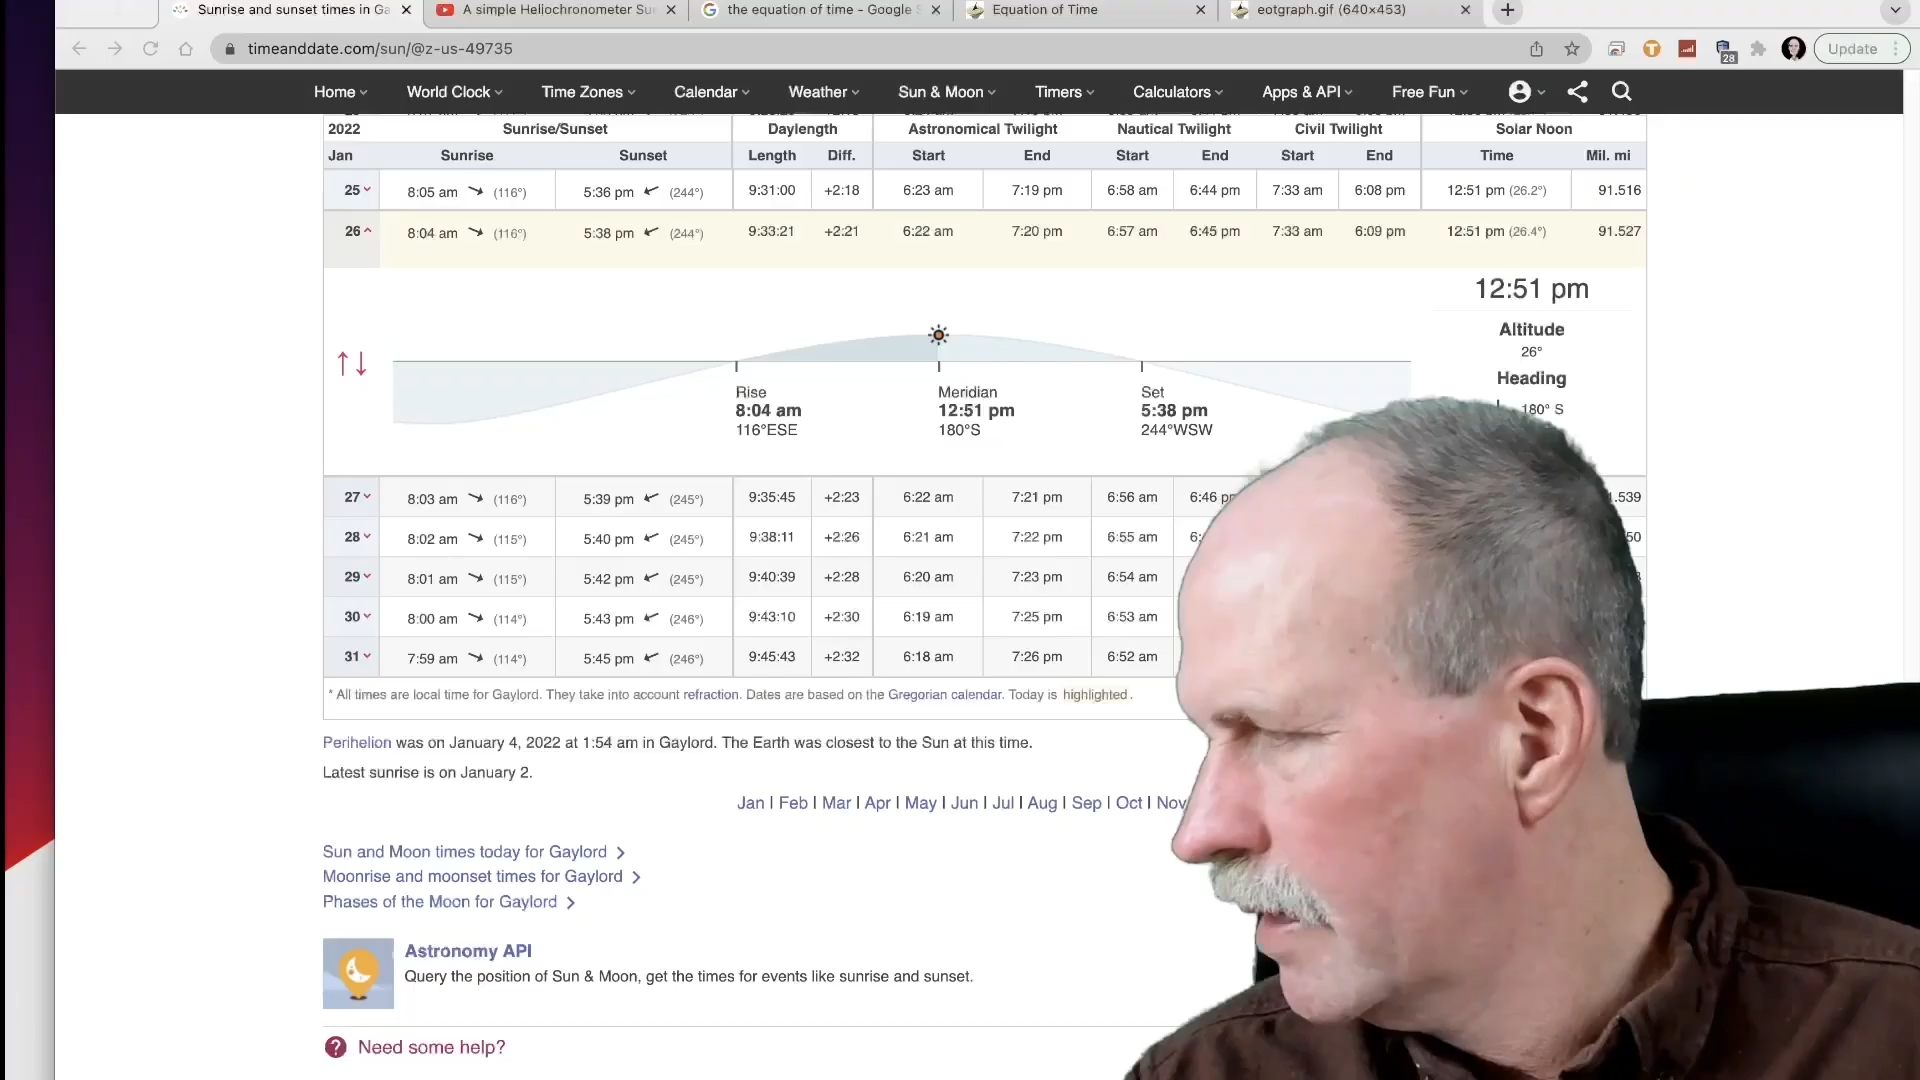 Sunrise and sunset times in Ga
A simple Heliochronometer Su
the equation of time - Google
Equation of Time
eotgraph.gif (640×453)
timeanddate.com/sun/@z-us-49735
28
Update
Home World Clock Time Zones Calendar Weather Sun & Moon Timers Calculators Apps & API Free Fun
2022 Sunrise/Sunset Daylength Astronomical Twilight Nautical Twilight Civil Twilight Solar Noon
Jan Sunrise Sunset Length Diff. Start End Start End Start End Time Mil. mi
25 8:05 am (116°) 5:36 pm (244°) 9:31:00 +2:18 6:23 am 7:19 pm 6:58 am 6:44 pm 7:33 am 6:08 pm 12:51 pm (26.2°) 91.516
26 8:04 am (116°) 5:38 pm (244°) 9:33:21 +2:21 6:22 am 7:20 pm 6:57 am 6:45 pm 7:33 am 6:09 pm 12:51 pm (26.4°) 91.527
12:51 pm
Altitude
26°
Heading
180° S
Rise Meridian Set
8:04 am 12:51 pm 5:38 pm
116°ESE 180°S 244°WSW
27 8:03 am (116°) 5:39 pm (245°) 9:35:45 +2:23 6:22 am 7:21 pm 6:56 am 6:46 pm .539
28 8:02 am (115°) 5:40 pm (245°) 9:38:11 +2:26 6:21 am 7:22 pm 6:55 am 6: 50
29 8:01 am (115°) 5:42 pm (245°) 9:40:39 +2:28 6:20 am 7:23 pm 6:54 am
30 8:00 am (114°) 5:43 pm (246°) 9:43:10 +2:30 6:19 am 7:25 pm 6:53 am
31 7:59 am (114°) 5:45 pm (246°) 9:45:43 +2:32 6:18 am 7:26 pm 6:52 am
* All times are local time for Gaylord. They take into account refraction. Dates are based on the Gregorian calendar. Today is highlighted.
Perihelion was on January 4, 2022 at 1:54 am in Gaylord. The Earth was closest to the Sun at this time.
Latest sunrise is on January 2.
Jan | Feb | Mar | Apr | May | Jun | Jul | Aug | Sep | Oct | Nov
Sun and Moon times today for Gaylord
Moonrise and moonset times for Gaylord
Phases of the Moon for Gaylord
Astronomy API
Query the position of Sun & Moon, get the times for events like sunrise and sunset.
? Need some help?